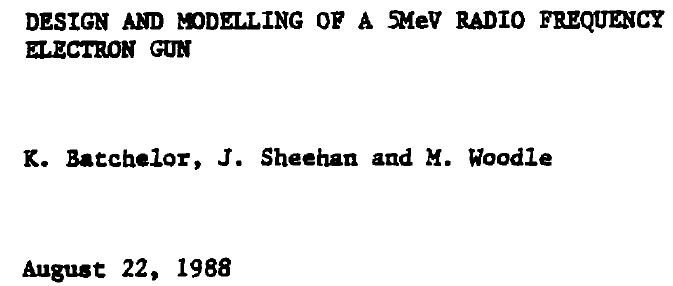 DESIGN AND MODELLING OF A 5MeV RADIO FREQUENCY
ELECTRON GUN
K. Batchelor, J. Sheehan and M. Woodle
August 22, 1988